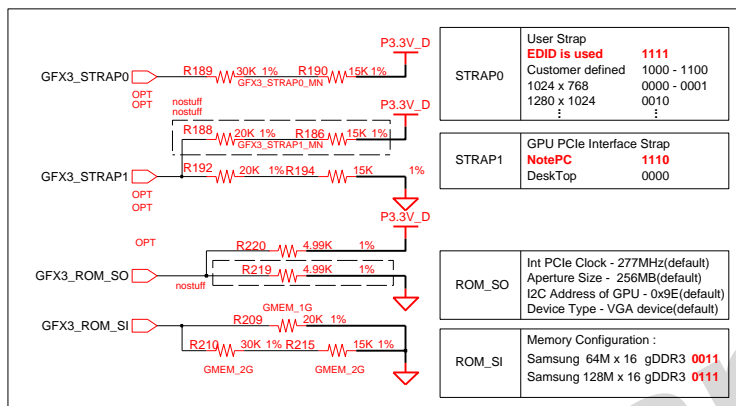 P3.3V_D
R189 30K 1% R190 15K 1%
GFX3_STRAP0
GFX3_STRAP0_MN
OPT
OPT
nostuff
nostuff
P3.3V_D
R188 20K 1% R186 15K 1%
GFX3_STRAP1_MN
R192 20K 1% R194 15K 1%
GFX3_STRAP1
OPT
OPT
P3.3V_D
OPT
R220 4.99K 1%
GFX3_ROM_SO
R219 4.99K 1%
nostuff
GMEM_1G
GFX3_ROM_SI
R209 20K 1%
R210 30K 1% R215 15K 1%
GMEM_2G GMEM_2G
STRAP0
User Strap
EDID is used 1111
Customer defined 1000 - 1100
1024 x 768 0000 - 0001
1280 x 1024 0010
STRAP1
GPU PCIe Interface Strap
NotePC 1110
DeskTop 0000
ROM_SO
Int PCIe Clock - 277MHz(default)
Aperture Size - 256MB(default)
I2C Address of GPU - 0x9E(default)
Device Type - VGA device(default)
ROM_SI
Memory Configuration :
Samsung 64M x 16 gDDR3 0011
Samsung 128M x 16 gDDR3 0111